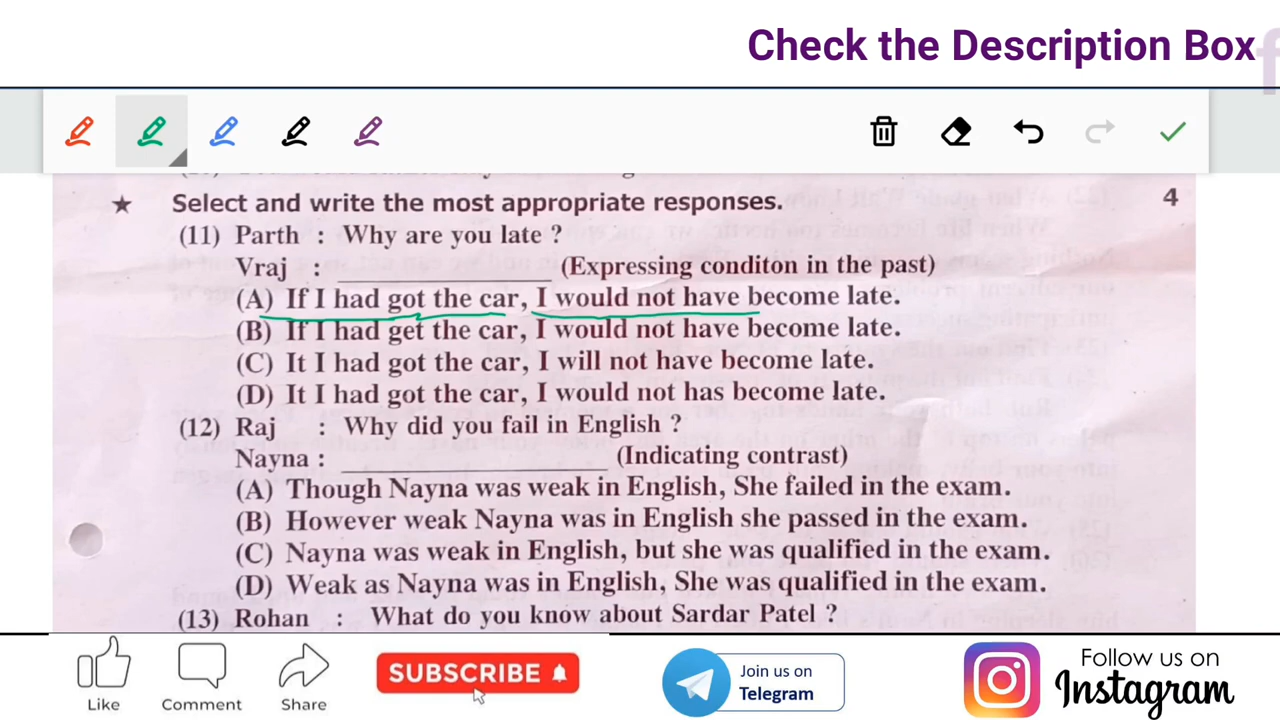 Check the Description Box
★ Select and write the most appropriate responses. 4
(11) Parth : Why are you late ?
Vraj : ____________ (Expressing conditon in the past)
(A) If I had got the car, I would not have become late.
(B) If I had get the car, I would not have become late.
(C) It I had got the car, I will not have become late.
(D) It I had got the car, I would not has become late.
(12) Raj : Why did you fail in English ?
Nayna : ____________ (Indicating contrast)
(A) Though Nayna was weak in English, She failed in the exam.
(B) However weak Nayna was in English she passed in the exam.
(C) Nayna was weak in English, but she was qualified in the exam.
(D) Weak as Nayna was in English, She was qualified in the exam.
(13) Rohan : What do you know about Sardar Patel ?
Like
Comment
Share
SUBSCRIBE
Join us on
Telegram
Follow us on
Instagram